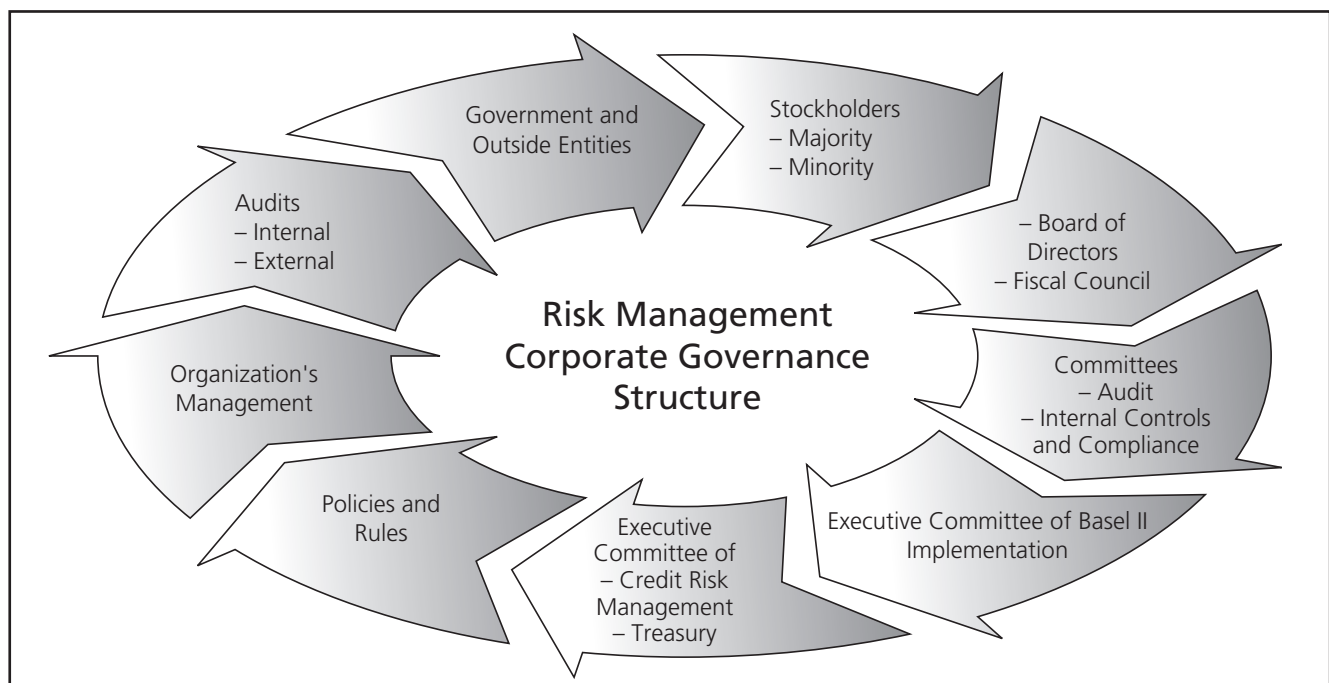 Risk Management
Corporate Governance
Structure
Government and
Outside Entities
Stockholders
– Majority
– Minority
– Board of
Directors
– Fiscal Council
Committees
– Audit
– Internal Controls
and Compliance
Executive Committee of Basel II
Implementation
Executive
Committee of
– Credit Risk
Management
– Treasury
Policies and
Rules
Organization's
Management
Audits
– Internal
– External